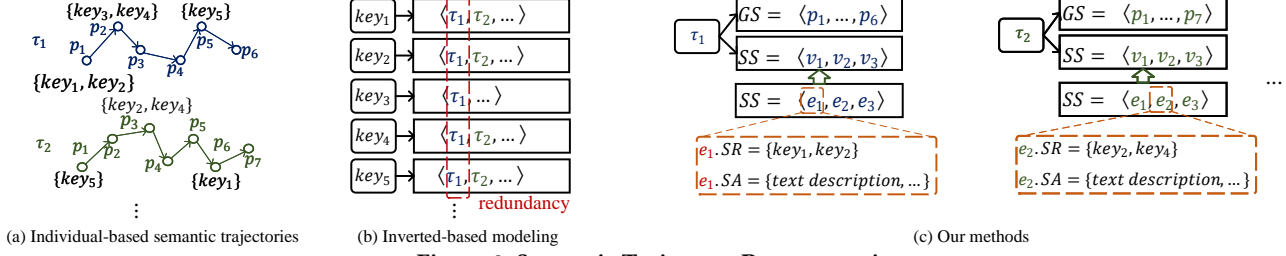 {key₃, key₄} {key₅}
τ₁ p₁ p₂ p₃ p₄ p₅ p₆
{key₁, key₂}
{key₂, key₄}
τ₂ p₁ p₂ p₃ p₄ p₅ p₆ p₇
{key₅} {key₁}
⋮
(a) Individual-based semantic trajectories
key₁ ⟨τ₁, τ₂, … ⟩
key₂ ⟨τ₁, τ₂, … ⟩
key₃ ⟨τ₁, … ⟩
key₄ ⟨τ₁, τ₂, … ⟩
key₅ ⟨τ₁, τ₂, … ⟩
⋮ redundancy
(b) Inverted-based modeling
τ₁
GS = ⟨p₁, … , p₆⟩
SS = ⟨v₁, v₂, v₃⟩
SS = ⟨e₁, e₂, e₃⟩
e₁.SR = {key₁, key₂}
e₁.SA = {text description, …}
τ₂
GS = ⟨p₁, … , p₇⟩
SS = ⟨v₁, v₂, v₃⟩
SS = ⟨e₁, e₂, e₃⟩
e₂.SR = {key₂, key₄}
e₂.SA = {text description, …}
...
(c) Our methods